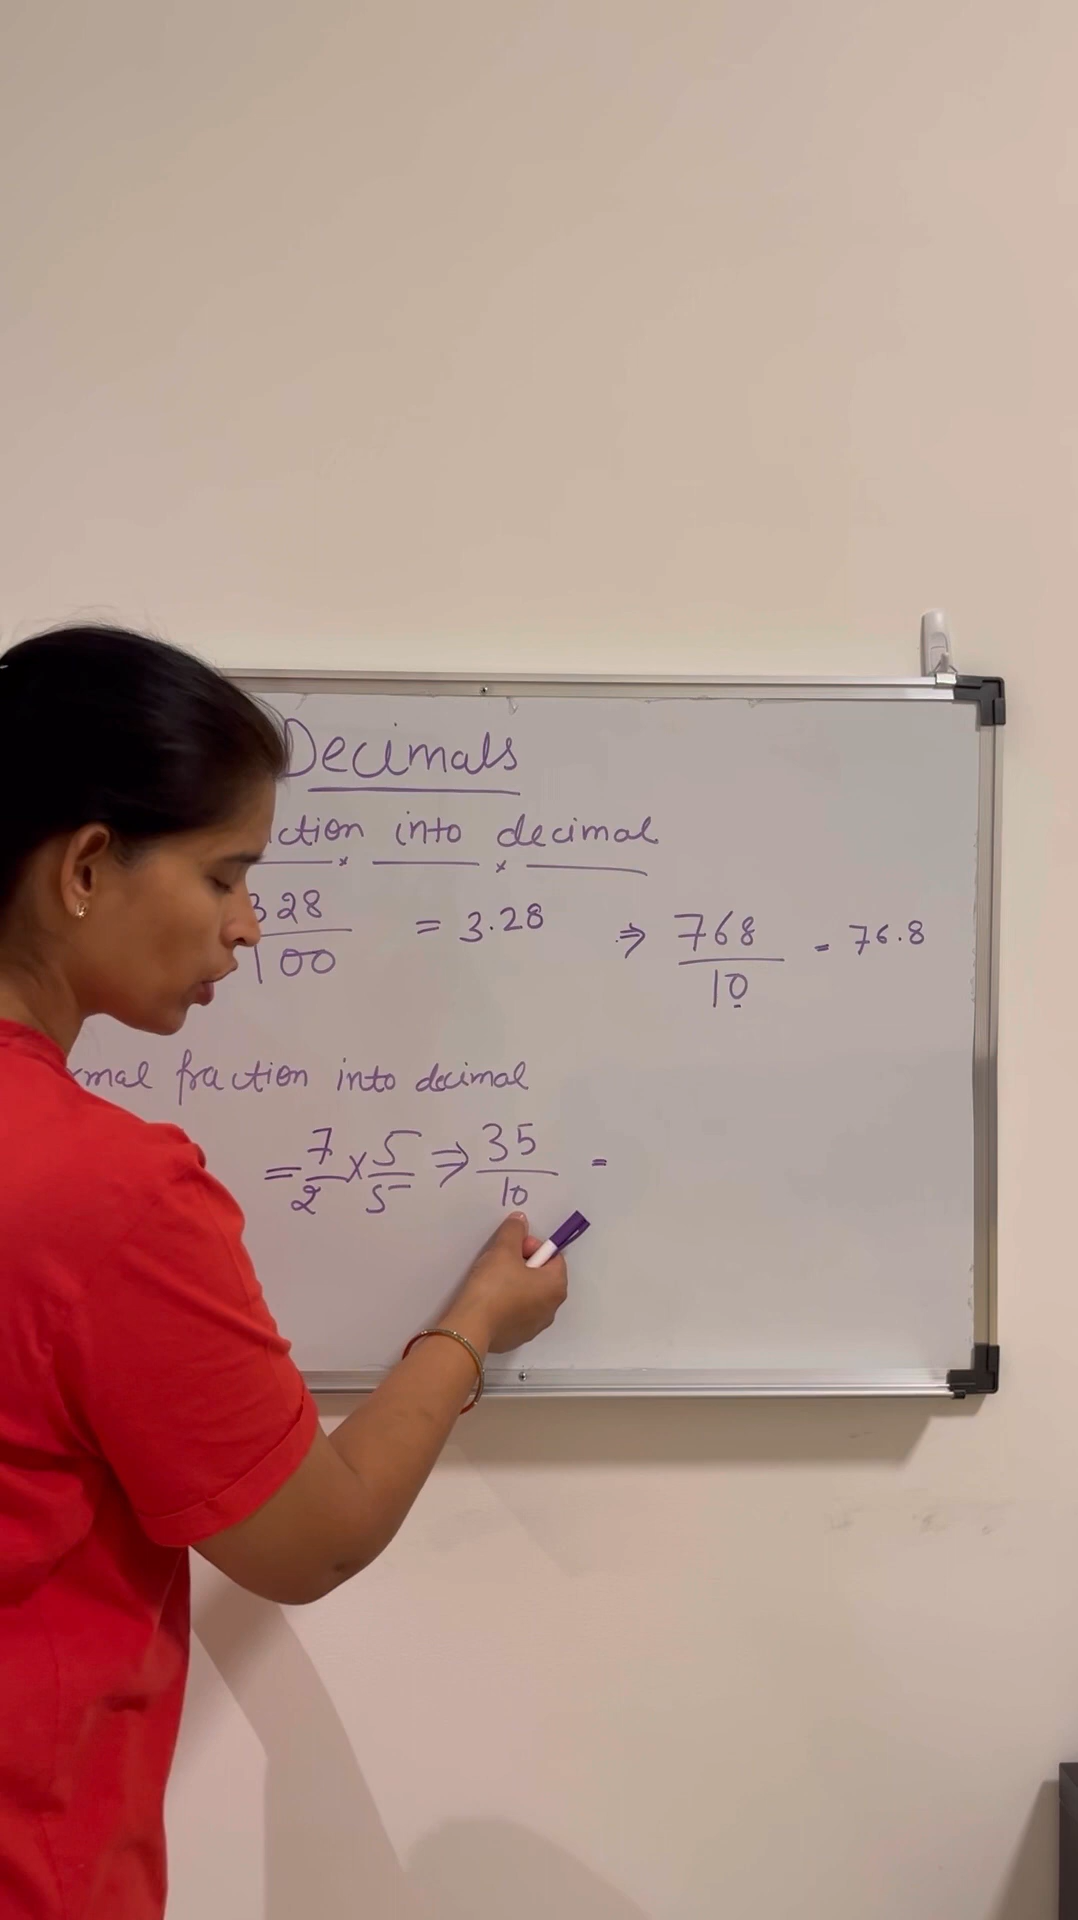 Decimals
ction into decimal
328/100 = 3.28 ⇒ 768/10 = 76.8
rmal fraction into decimal
= 7/2 × 5/5 ⇒ 35/10 =